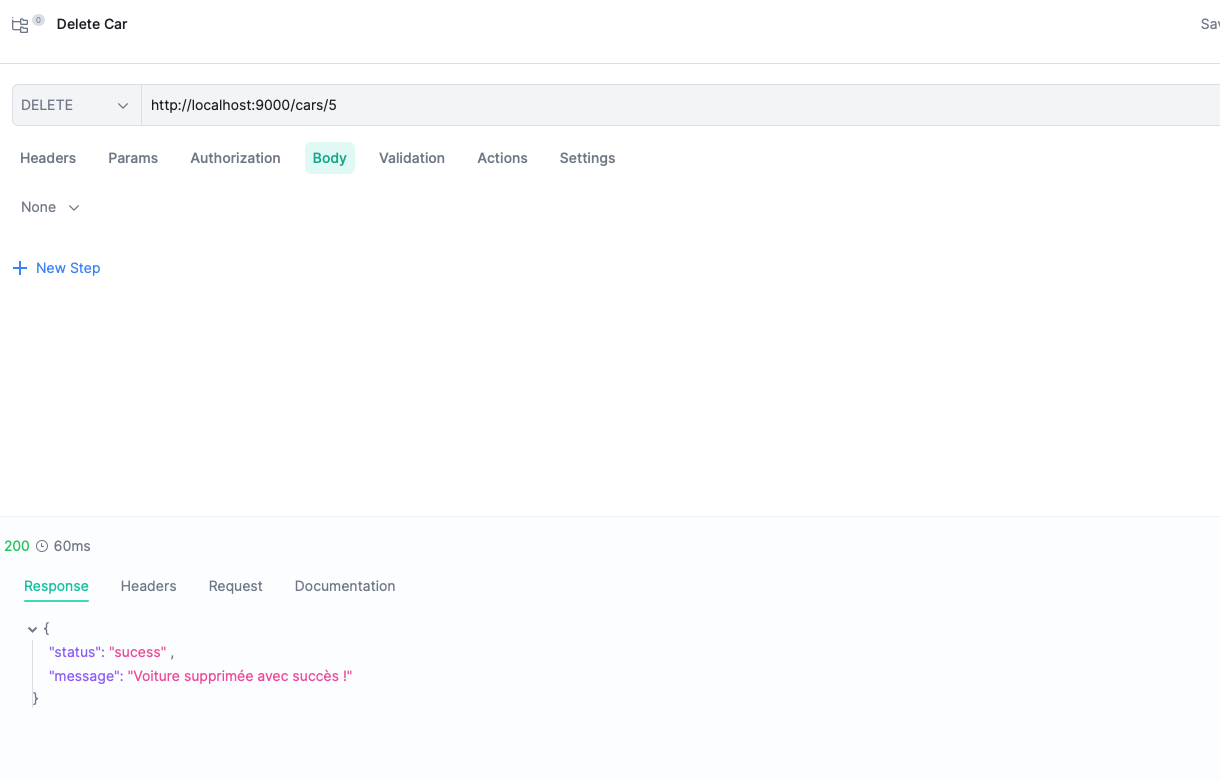 0 Delete Car
DELETE http://localhost:9000/cars/5
Headers Params Authorization Body Validation Actions Settings
None
New Step
200 60ms
Response Headers Request Documentation
{
"status": "sucess" ,
"message": "Voiture supprimée avec succès !"
}